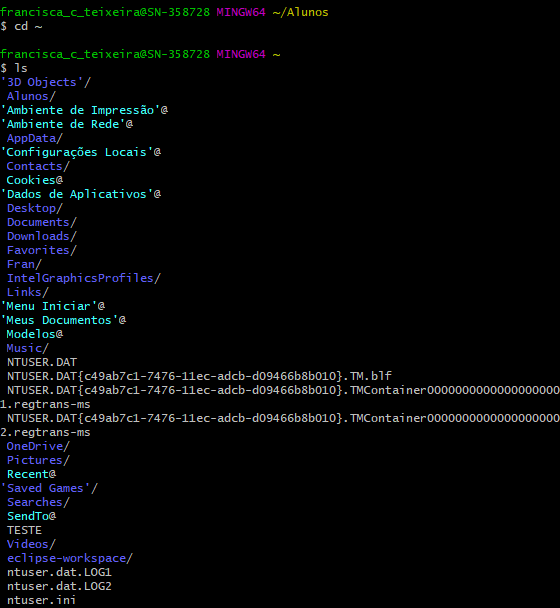 francisca_c_teixeira@SN-358728 MINGW64 ~/Alunos
$ cd ~
francisca_c_teixeira@SN-358728 MINGW64 ~
$ ls
'3D Objects'/
Alunos/
'Ambiente de Impressão'@
'Ambiente de Rede'@
AppData/
'Configurações Locais'@
Contacts/
Cookies@
'Dados de Aplicativos'@
Desktop/
Documents/
Downloads/
Favorites/
Fran/
IntelGraphicsProfiles/
Links/
'Menu Iniciar'@
'Meus Documentos'@
Modelos@
Music/
NTUSER.DAT
NTUSER.DAT{c49ab7c1-7476-11ec-adcb-d09466b8b010}.TM.blf
NTUSER.DAT{c49ab7c1-7476-11ec-adcb-d09466b8b010}.TMContainer0000000000000000000
1.regtrans-ms
NTUSER.DAT{c49ab7c1-7476-11ec-adcb-d09466b8b010}.TMContainer0000000000000000000
2.regtrans-ms
OneDrive/
Pictures/
Recent@
'Saved Games'/
Searches/
SendTo@
TESTE
Videos/
eclipse-workspace/
ntuser.dat.LOG1
ntuser.dat.LOG2
ntuser.ini